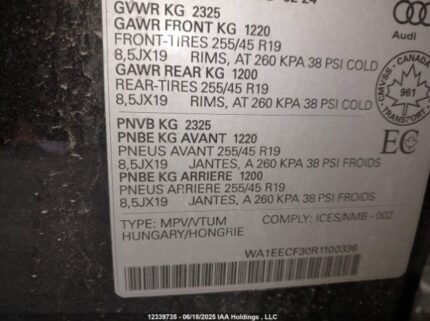 GVWR KG 2325
GAWR FRONT KG 1220
FRONT-TIRES 255/45 R19
8,5JX19 RIMS, AT 260 KPA 38 PSI COLD
GAWR REAR KG 1200
REAR-TIRES 255/45 R19
8,5JX19 RIMS, AT 260 KPA 38 PSI COLD
PNVB KG 2325
PNBE KG AVANT 1220
PNEUS AVANT 255/45 R19
8,5JX19 JANTES, A 260 KPA 38 PSI FROIDS
PNBE KG ARRIERE 1200
PNEUS ARRIERE 255/45 R19
8,5JX19 JANTES, A 260 KPA 38 PSI FROIDS
TYPE: MPV/VTUM COMPLY: ICES/NMB - 002
HUNGARY/HONGRIE
WA1EECF30R1100336
Audi
CMVSS - CANADA
961
TRANSPORT
EC
12339735 - 06/18/2025 IAA Holdings , LLC